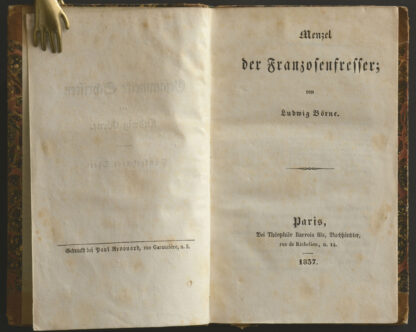 Gedruckt bei Paul Renouard, rue Garancière, n. 5.
Menzel
der Franzosenfresser;
von
Ludwig Börne.
Paris,
Bei Théophile Barrois fils, Buchhändler,
rue de Richelieu, n. 14.
1837.